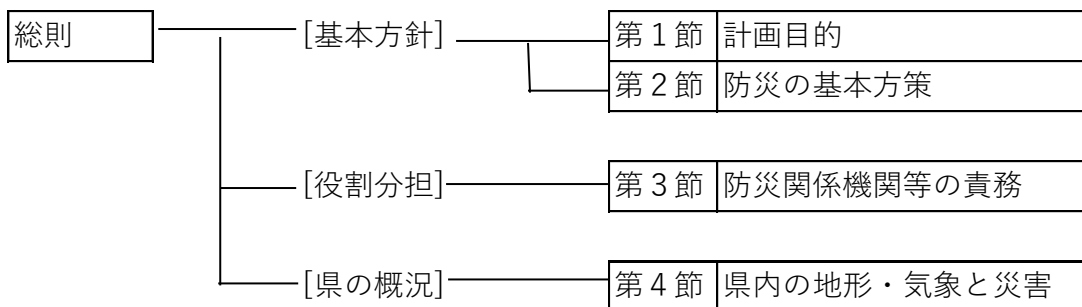 総則 [基本方針] 第１節 計画目的
第２節 防災の基本方策
[役割分担] 第３節 防災関係機関等の責務
[県の概況] 第４節 県内の地形・気象と災害